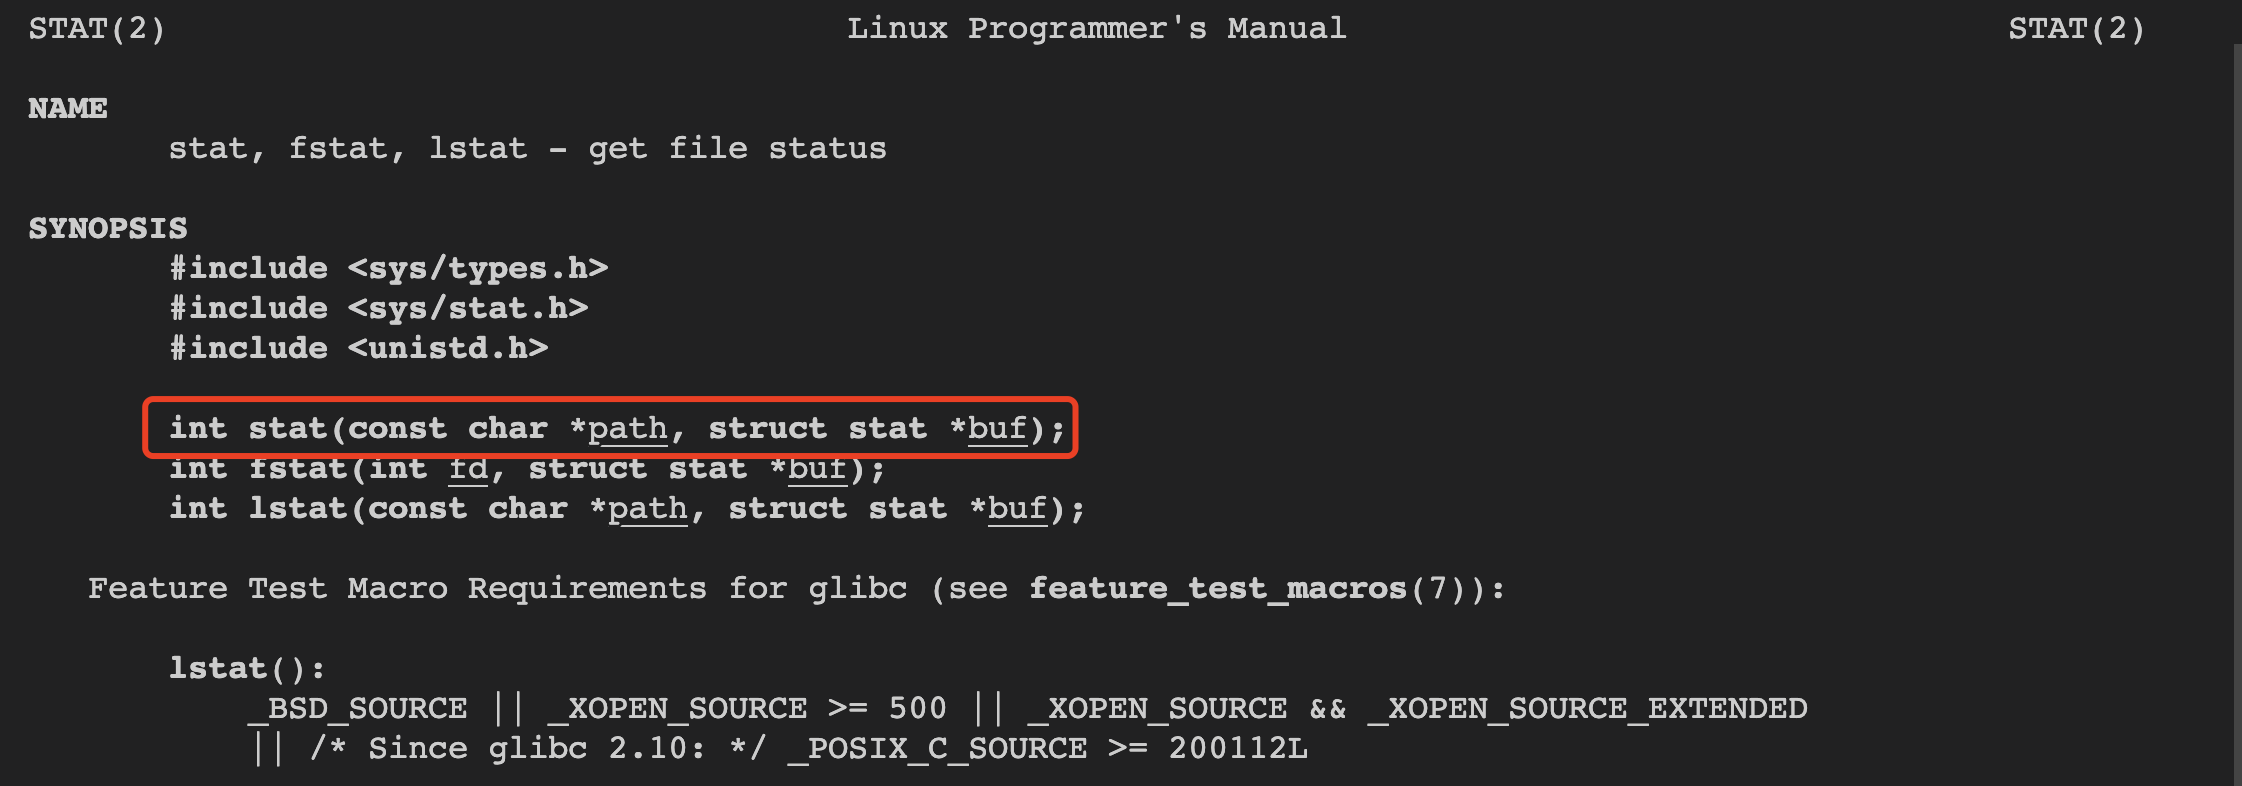 STAT(2) Linux Programmer's Manual STAT(2)
NAME
stat, fstat, lstat - get file status
SYNOPSIS
#include <sys/types.h>
#include <sys/stat.h>
#include <unistd.h>
int stat(const char *path, struct stat *buf);
int fstat(int fd, struct stat *buf);
int lstat(const char *path, struct stat *buf);
Feature Test Macro Requirements for glibc (see feature_test_macros(7)):
lstat():
_BSD_SOURCE || _XOPEN_SOURCE >= 500 || _XOPEN_SOURCE && _XOPEN_SOURCE_EXTENDED
|| /* Since glibc 2.10: */ _POSIX_C_SOURCE >= 200112L